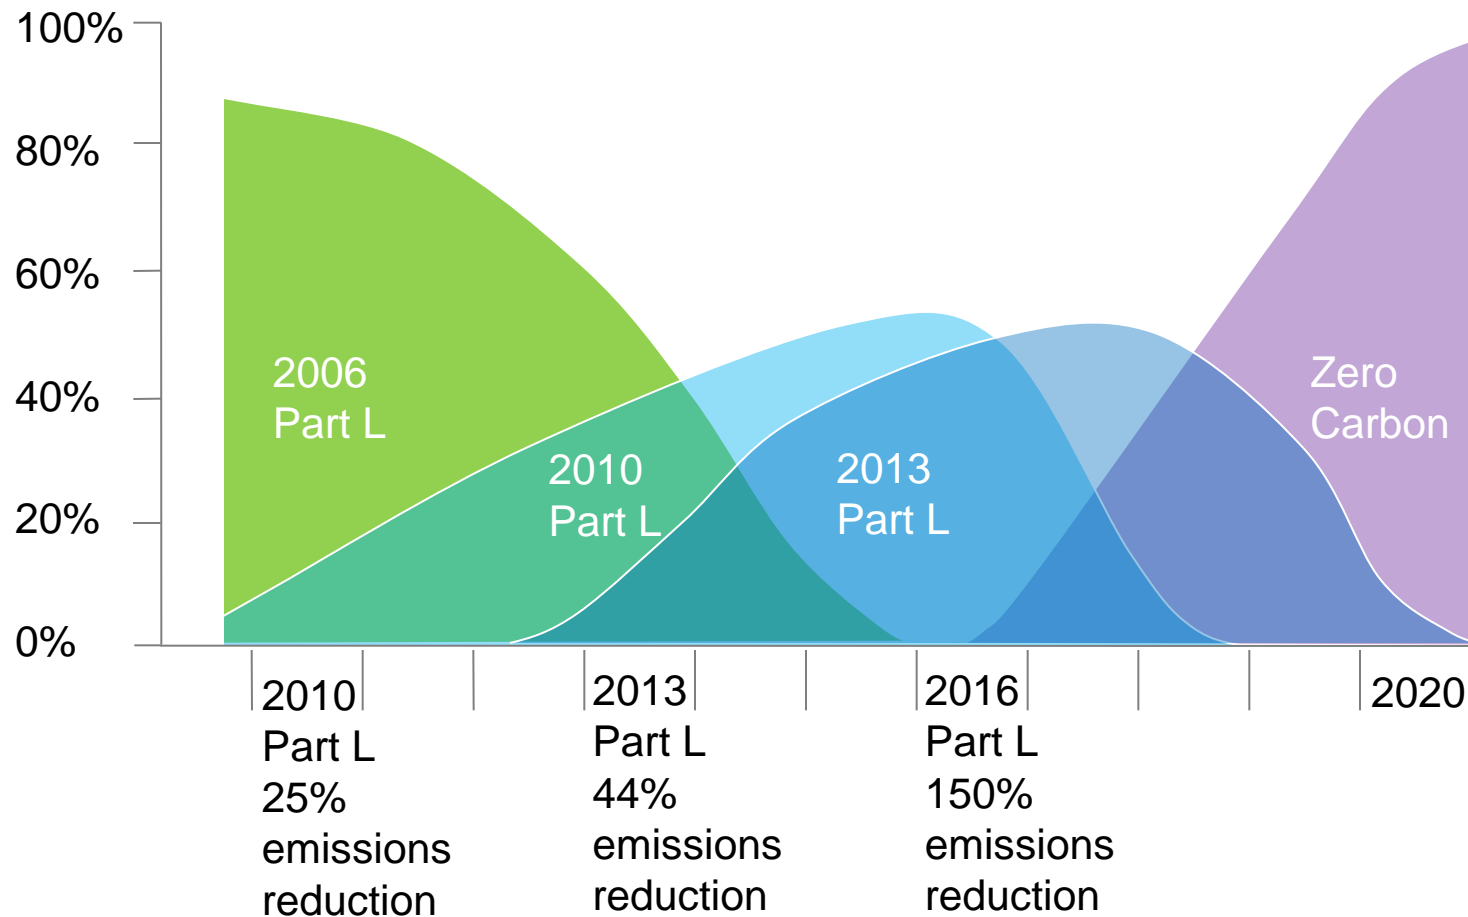 100%
80%
60%
40%
20%
0%
2006
Part L
2010
Part L
2013
Part L
Zero
Carbon
2010
Part L
25%
emissions
reduction
2013
Part L
44%
emissions
reduction
2016
Part L
150%
emissions
reduction
2020